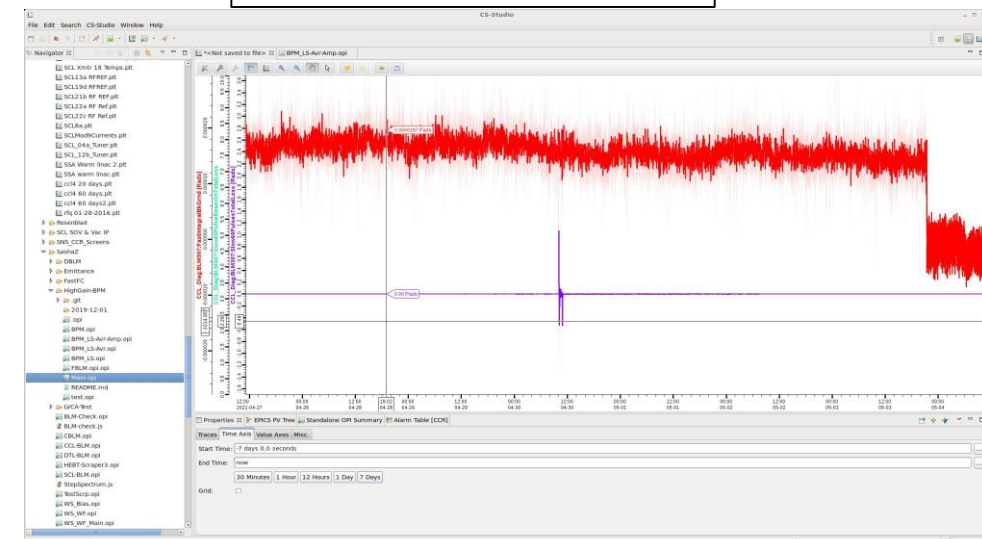 CS-Studio
File Edit Search CS-Studio Window Help
Navigator
*<Not saved to file>
BPM_LS-Avr-Amp.opi
SCL Xmtr 18 Temps.plt
SCL13a RFREF.plt
SCL19d RFREF.plt
SCL21b RF REF.plt
SCL22a RF Ref.plt
SCL22c RF Ref.plt
SCL8a.plt
SCLMod9Currents.plt
SCL_04a_Tuner.plt
SCL_12b_Tuner.plt
SSA Warm linac 2.plt
SSA warm linac.plt
ccl4 20 days.plt
ccl4 60 days.plt
ccl4 60 days2.plt
rfq 01-28-2016.plt
Rosenblad
SCL SGV & Vac IP
SNS_CCR_Screens
SashaZ
DBLM
Emittance
FastFC
HighGain-BPM
.git
2019-12-01
.opi
BPM.opi
BPM_LS-Avr-Amp.opi
BPM_LS-Avr.opi
BPM_LS.opi
FBLM.opi.opi
Main.opi
README.md
test.opi
LVCA-Test
BLM-Check.opi
BLM-check.js
CBLM.opi
CCL-BLM.opi
DTL-BLM.opi
HEBT-Scraper3.opi
SCL-BLM.opi
StepSpectrum.js
TestScrp.opi
WS_Bias.opi
WS_WF.opi
WS_WF_Main.opi
0.0000197 Rads
0.00 Rads
12:00 00:00 12:00 19:02 00:00 12:00 00:00 12:00 00:00 12:00 00:00 12:00 00:00 12:00 00:00
2021-04-27 04-28 04-28 04-28 04-29 04-29 04-30 04-30 05-01 05-01 05-02 05-02 05-03 05-03 05-04
Properties EPICS PV Tree Standalone OPI Summary Alarm Table [CCR]
Traces Time Axis Value Axes Misc.
Start Time: -7 days 0.0 seconds
End Time: now
30 Minutes 1 Hour 12 Hours 1 Day 7 Days
Grid: